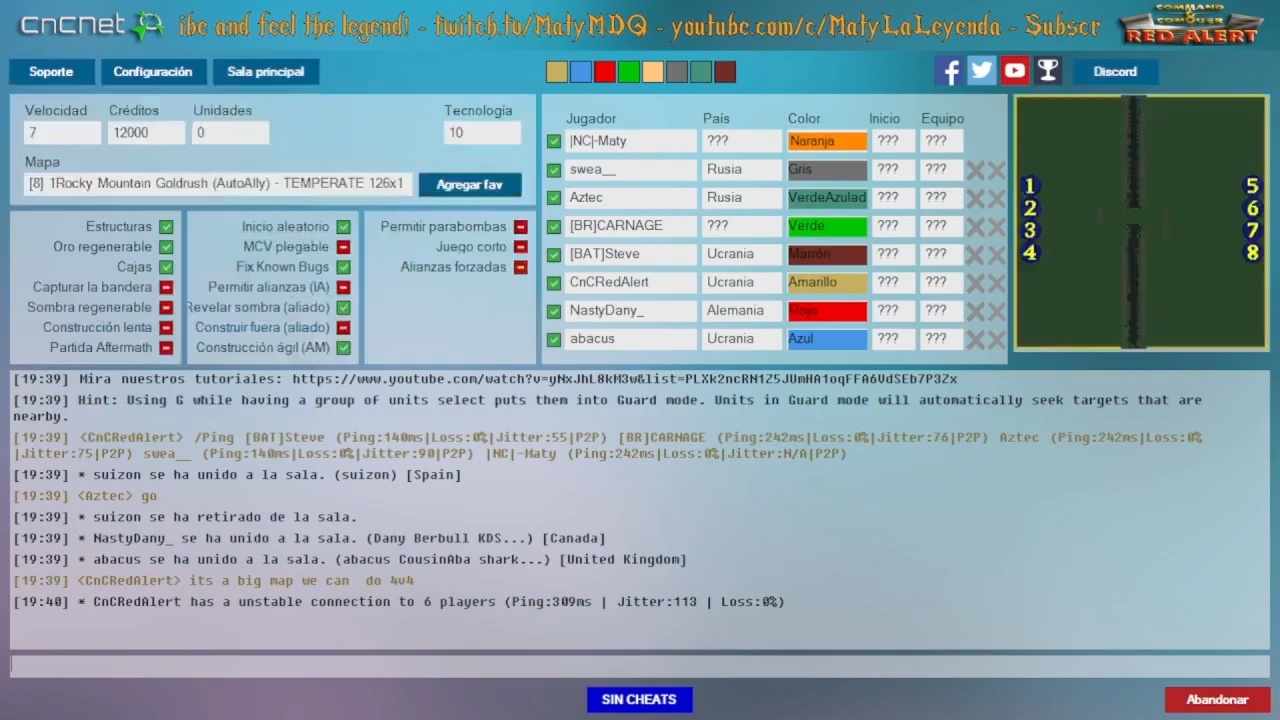 CnCNet
ibe and feel the legend! - twitch.tv/MatyMDQ - youtube.com/c/MatyLaLeyenda - Subscr
COMMAND & CONQUER
RED ALERT
Soporte
Configuración
Sala principal
Discord
Velocidad
Créditos
Unidades
Tecnología
7
12000
0
10
Mapa
[8] 1Rocky Mountain Goldrush (AutoAlly) - TEMPERATE 126x1
Agregar fav
Estructuras
Oro regenerable
Cajas
Capturar la bandera
Sombra regenerable
Construcción lenta
Partida Aftermath
Inicio aleatorio
MCV plegable
Fix Known Bugs
Permitir alianzas (IA)
Revelar sombra (aliado)
Construir fuera (aliado)
Construcción ágil (AM)
Permitir parabombas
Juego corto
Alianzas forzadas
Jugador País Color Inicio Equipo
|NC|-Maty ??? Naranja ??? ???
swea__ Rusia Gris ??? ???
Aztec Rusia VerdeAzulad ??? ???
[BR]CARNAGE ??? Verde ??? ???
[BAT]Steve Ucrania Marrón ??? ???
CnCRedAlert Ucrania Amarillo ??? ???
NastyDany_ Alemania Rojo ??? ???
abacus Ucrania Azul ??? ???
1 5
2 6
3 7
4 8
[19:39] Mira nuestros tutoriales: https://www.youtube.com/watch?v=yNxJhL8kM3w&list=PLXk2ncRN1Z5JUmHA1oqFFA6VdSEb7P3Zx
[19:39] Hint: Using G while having a group of units select puts them into Guard mode. Units in Guard mode will automatically seek targets that are
nearby.
[19:39] <CnCRedAlert> /Ping [BAT]Steve (Ping:140ms|Loss:0%|Jitter:55|P2P) [BR]CARNAGE (Ping:242ms|Loss:0%|Jitter:76|P2P) Aztec (Ping:242ms|Loss:0%
|Jitter:75|P2P) swea__ (Ping:140ms|Loss:0%|Jitter:90|P2P) |NC|-Maty (Ping:242ms|Loss:0%|Jitter:N/A|P2P)
[19:39] * suizon se ha unido a la sala. (suizon) [Spain]
[19:39] <Aztec> go
[19:39] * suizon se ha retirado de la sala.
[19:39] * NastyDany_ se ha unido a la sala. (Dany Berbull KDS...) [Canada]
[19:39] * abacus se ha unido a la sala. (abacus CousinAba shark...) [United Kingdom]
[19:39] <CnCRedAlert> its a big map we can  do 4v4
[19:40] * CnCRedAlert has a unstable connection to 6 players (Ping:309ms | Jitter:113 | Loss:0%)
SIN CHEATS
Abandonar